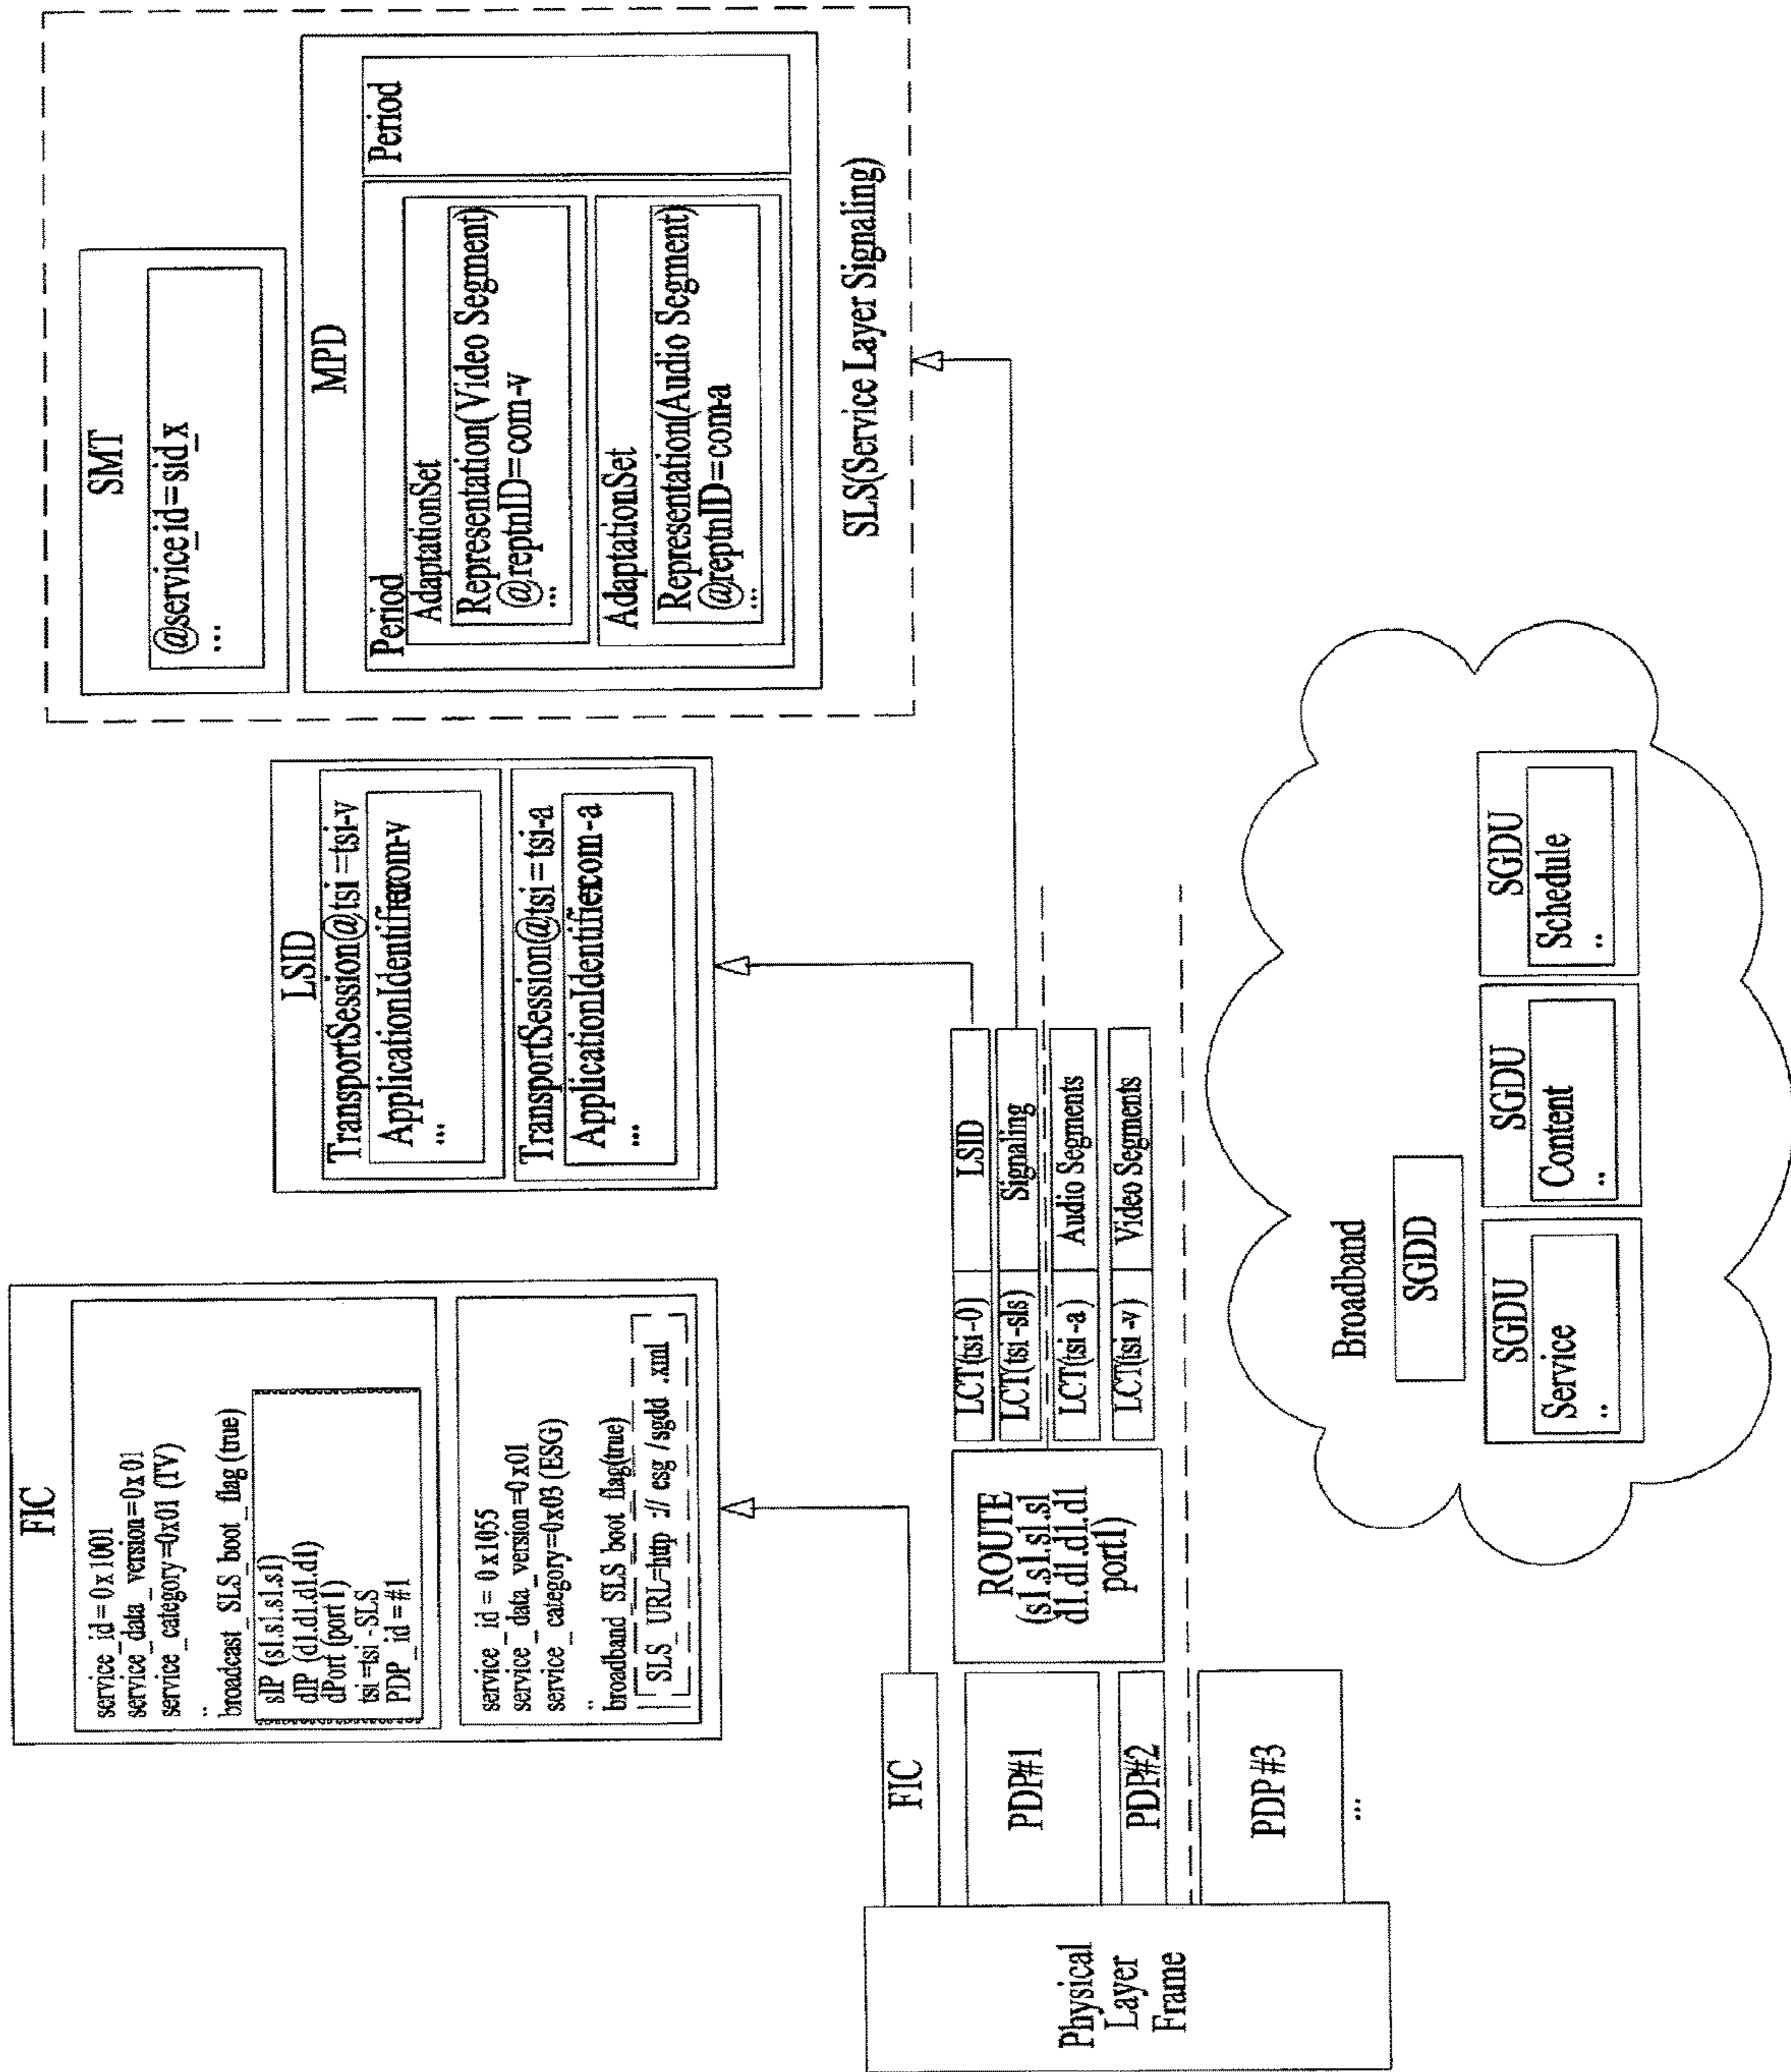 FIC
service_id = 0x1001
service_data_version=0x01
service_category=0x01 (TV)
..
broadcast_SLS_boot_flag (true)
sIP (s1.s1.s1.s1)
dIP (d1.d1.d1.d1)
dPort (port1)
tsi=tsi-SLS
PDP_id=#1
service_id = 0x1055
service_data_version=0x01
service_category=0x03 (ESG)
..
broadband_SLS_boot_flag(true)
SLS_URL=http://esg/sgdd.xml
LSID
TransportSession@tsi=tsi-v
ApplicationIdentifier:com-v
...
TransportSession@tsi=tsi-a
ApplicationIdentifier:com-a
...
SMT
@service_id=sid_x
...
MPD
Period
AdaptationSet
Representation(Video Segment)
@reptnID=com-v
...
AdaptationSet
Representation(Audio Segment)
@reptnID=com-a
...
Period
SLS(Service Layer Signaling)
Physical
Layer
Frame
FIC
PDP#1
PDP#2
PDP#3
...
ROUTE
(s1.s1.s1.s1
d1.d1.d1.d1
port1)
LCT(tsi-0)
LSID
LCT(tsi-sls)
Signaling
LCT(tsi-a)
Audio Segments
LCT(tsi-v)
Video Segments
Broadband
SGDD
SGDU
Service
..
SGDU
Content
..
SGDU
Schedule
..